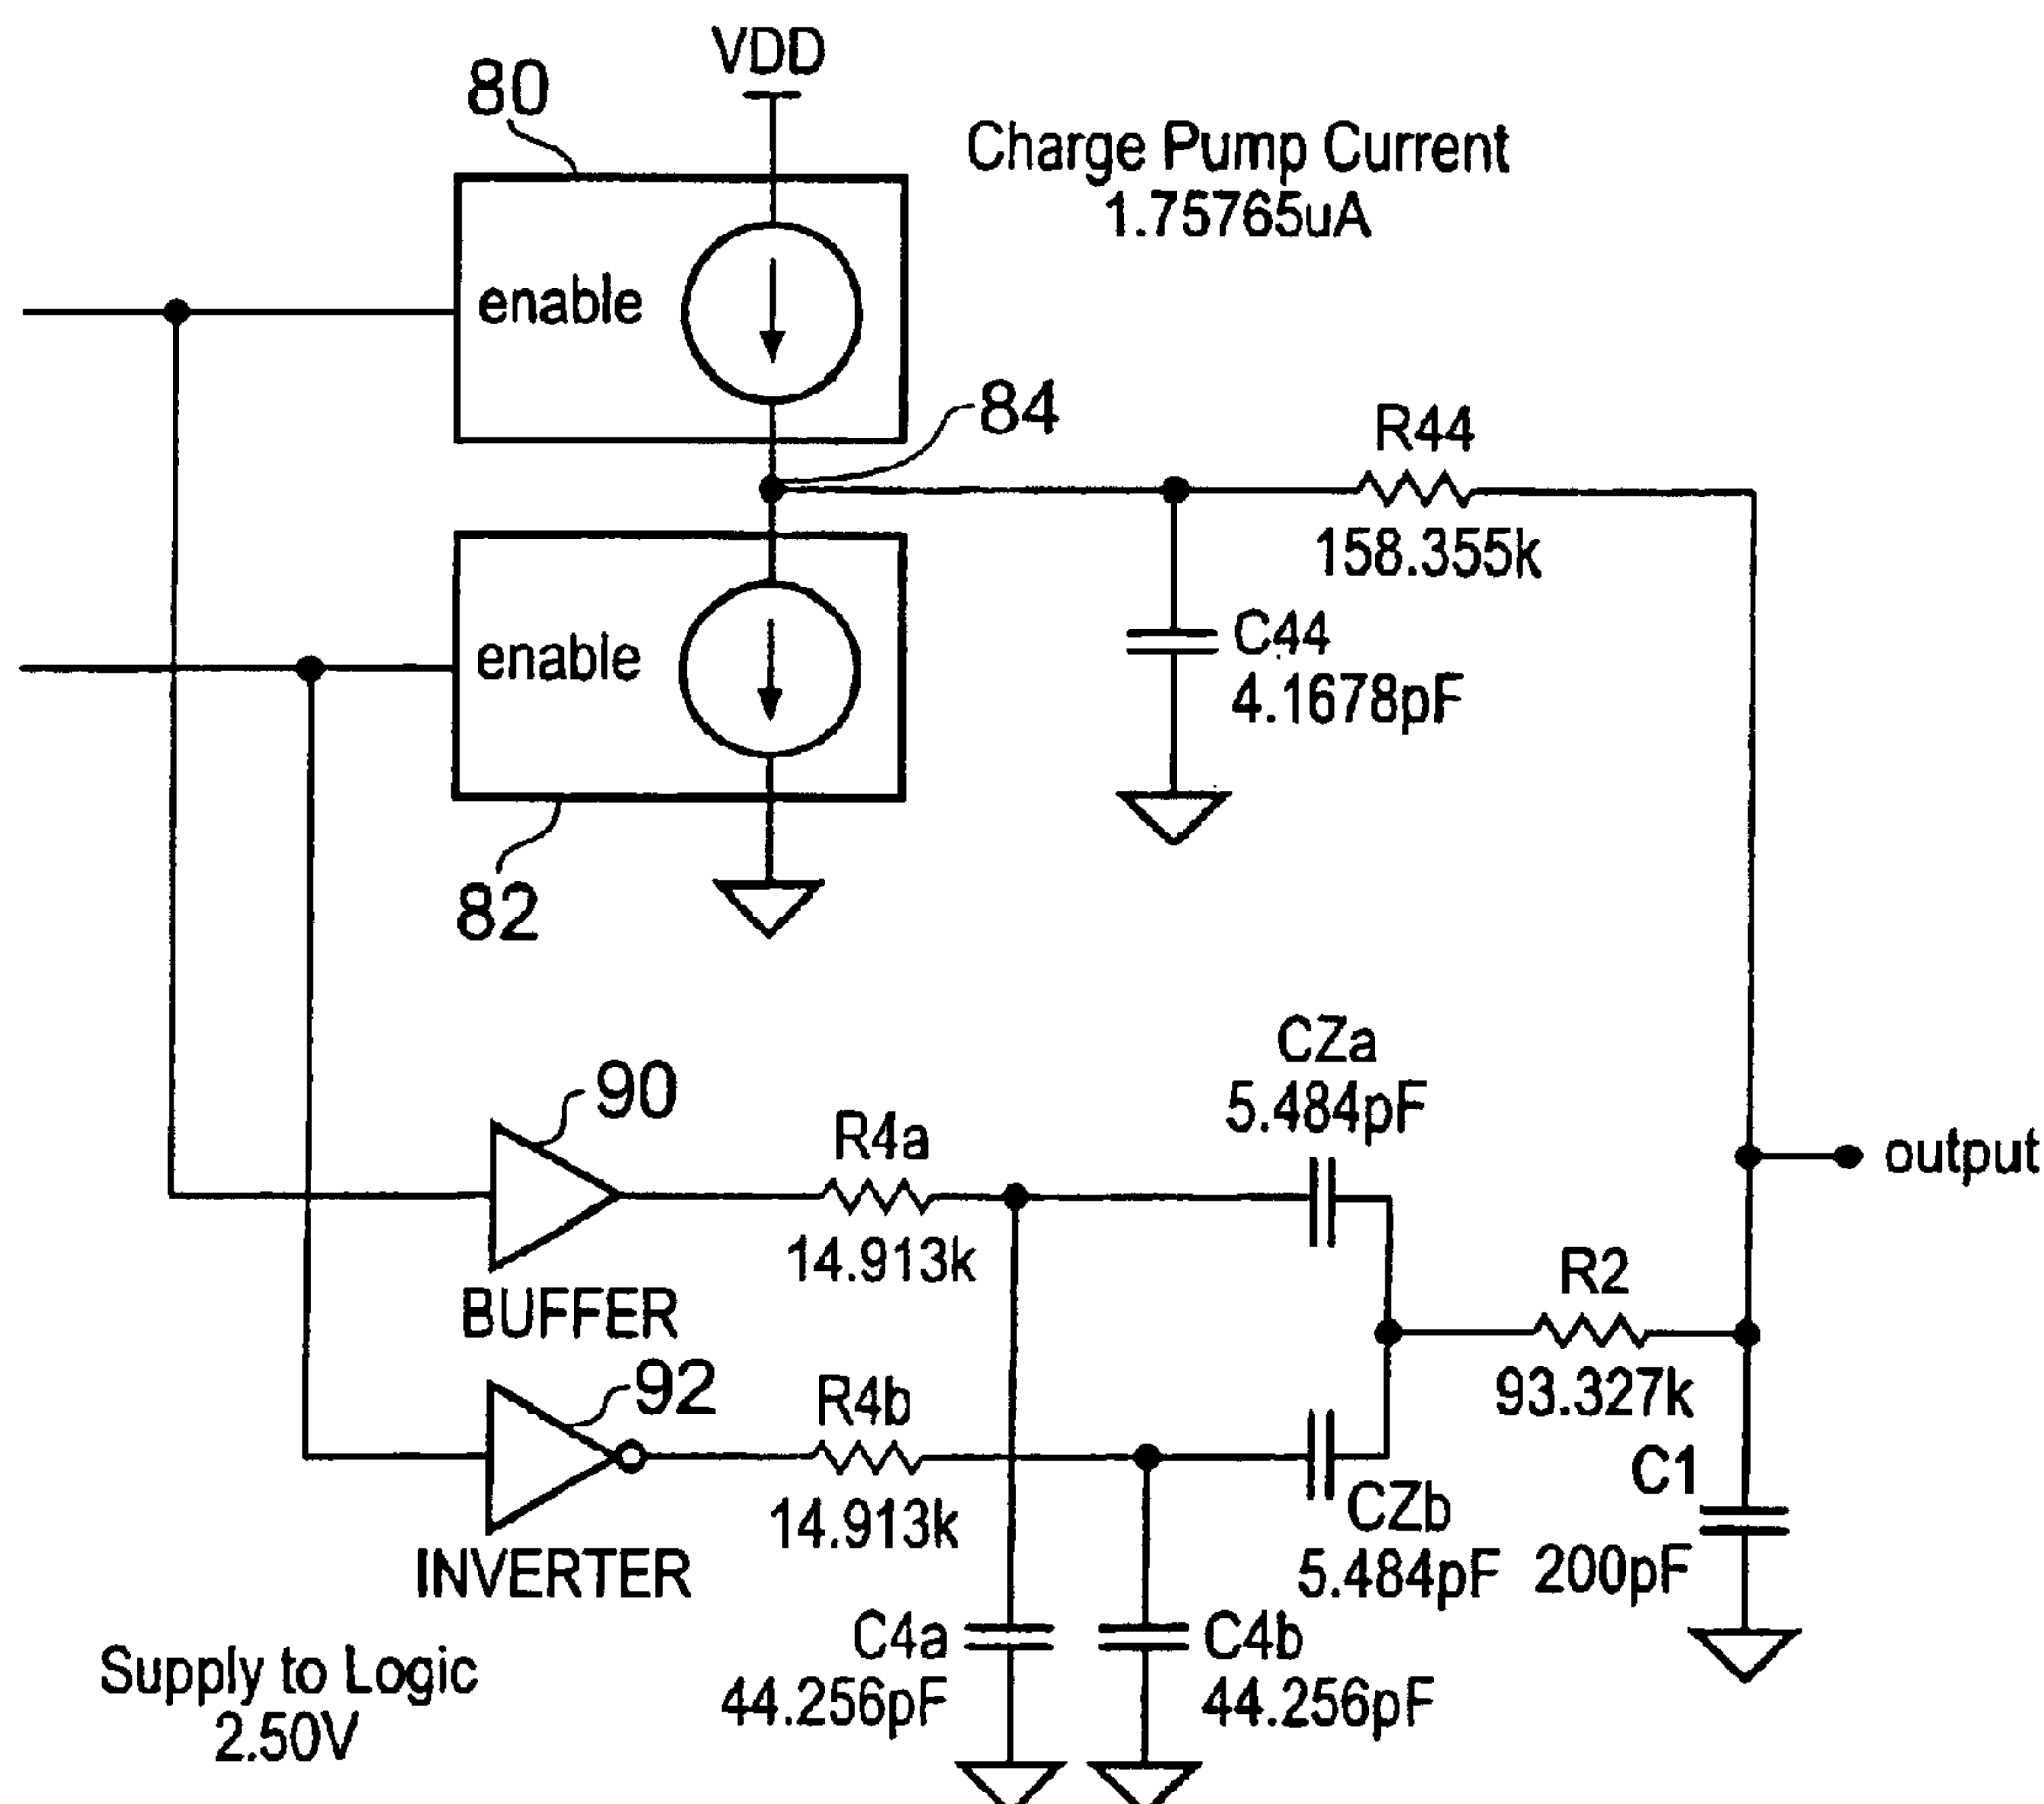 VDD
80
Charge Pump Current
1.75765uA
enable
84
R44
158.355k
enable
C44
4.1678pF
82
CZa
5.484pF
90
R4a
output
14.913k
BUFFER
R2
92
R4b
93.327k
C1
CZb
14.913k
5.484pF
200pF
INVERTER
C4a
44.256pF
C4b
44.256pF
Supply to Logic
2.50V